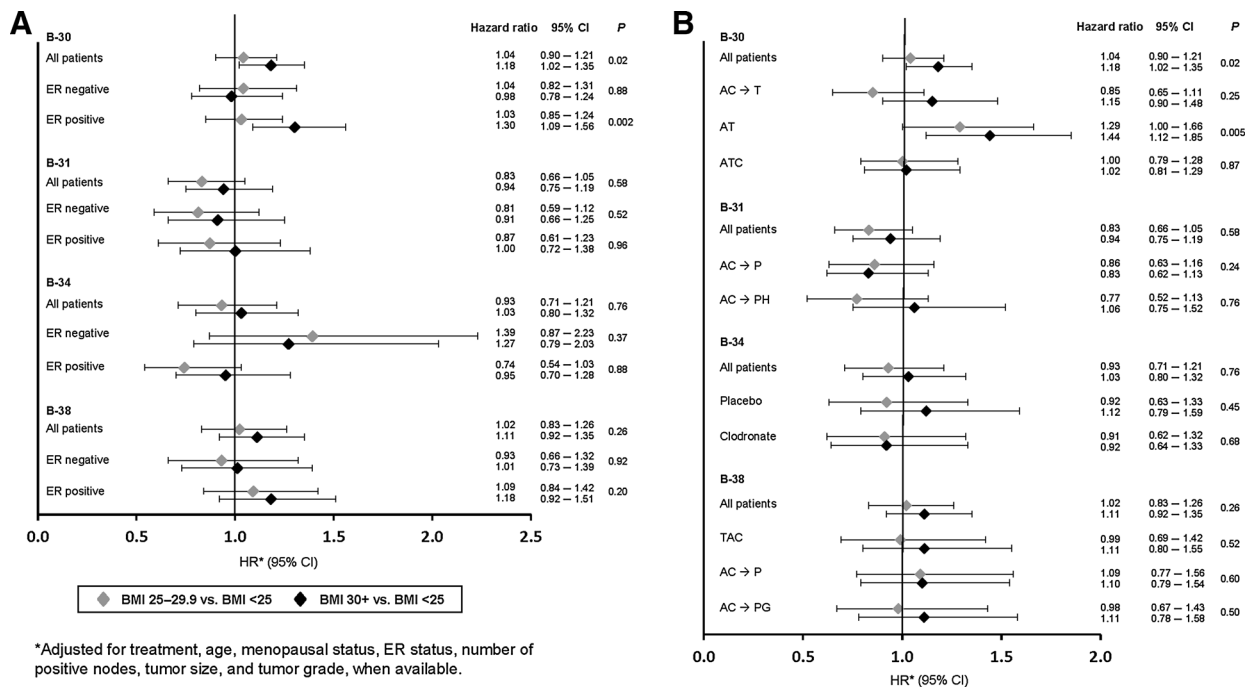 A
Hazard ratio 95% CI P
B-30
All patients 1.04 0.90 – 1.21 0.02
1.18 1.02 – 1.35
ER negative 1.04 0.82 – 1.31 0.88
0.98 0.78 – 1.24
ER positive 1.03 0.85 – 1.24 0.002
1.30 1.09 – 1.56
B-31
All patients 0.83 0.66 – 1.05 0.58
0.94 0.75 – 1.19
ER negative 0.81 0.59 – 1.12 0.52
0.91 0.66 – 1.25
ER positive 0.87 0.61 – 1.23 0.96
1.00 0.72 – 1.38
B-34
All patients 0.93 0.71 – 1.21 0.76
1.03 0.80 – 1.32
ER negative 1.39 0.87 – 2.23 0.37
1.27 0.79 – 2.03
ER positive 0.74 0.54 – 1.03 0.88
0.95 0.70 – 1.28
B-38
All patients 1.02 0.83 – 1.26 0.26
1.11 0.92 – 1.35
ER negative 0.93 0.66 – 1.32 0.92
1.01 0.73 – 1.39
ER positive 1.09 0.84 – 1.42 0.20
1.18 0.92 – 1.51
0.0 0.5 1.0 1.5 2.0 2.5
HR* (95% CI)
BMI 25–29.9 vs. BMI <25 BMI 30+ vs. BMI <25
*Adjusted for treatment, age, menopausal status, ER status, number of
positive nodes, tumor size, and tumor grade, when available.
B
Hazard ratio 95% CI P
B-30
All patients 1.04 0.90 – 1.21 0.02
1.18 1.02 – 1.35
AC → T 0.85 0.65 – 1.11 0.25
1.15 0.90 – 1.48
AT 1.29 1.00 – 1.66 0.005
1.44 1.12 – 1.85
ATC 1.00 0.79 – 1.28 0.87
1.02 0.81 – 1.29
B-31
All patients 0.83 0.66 – 1.05 0.58
0.94 0.75 – 1.19
AC → P 0.86 0.63 – 1.16 0.24
0.83 0.62 – 1.13
AC → PH 0.77 0.52 – 1.13 0.76
1.06 0.75 – 1.52
B-34
All patients 0.93 0.71 – 1.21 0.76
1.03 0.80 – 1.32
Placebo 0.92 0.63 – 1.33 0.45
1.12 0.79 – 1.59
Clodronate 0.91 0.62 – 1.32 0.68
0.92 0.64 – 1.33
B-38
All patients 1.02 0.83 – 1.26 0.26
1.11 0.92 – 1.35
TAC 0.99 0.69 – 1.42 0.52
1.11 0.80 – 1.55
AC → P 1.09 0.77 – 1.56 0.60
1.10 0.79 – 1.54
AC → PG 0.98 0.67 – 1.43 0.50
1.11 0.78 – 1.58
0.0 0.5 1.0 1.5 2.0
HR* (95% CI)